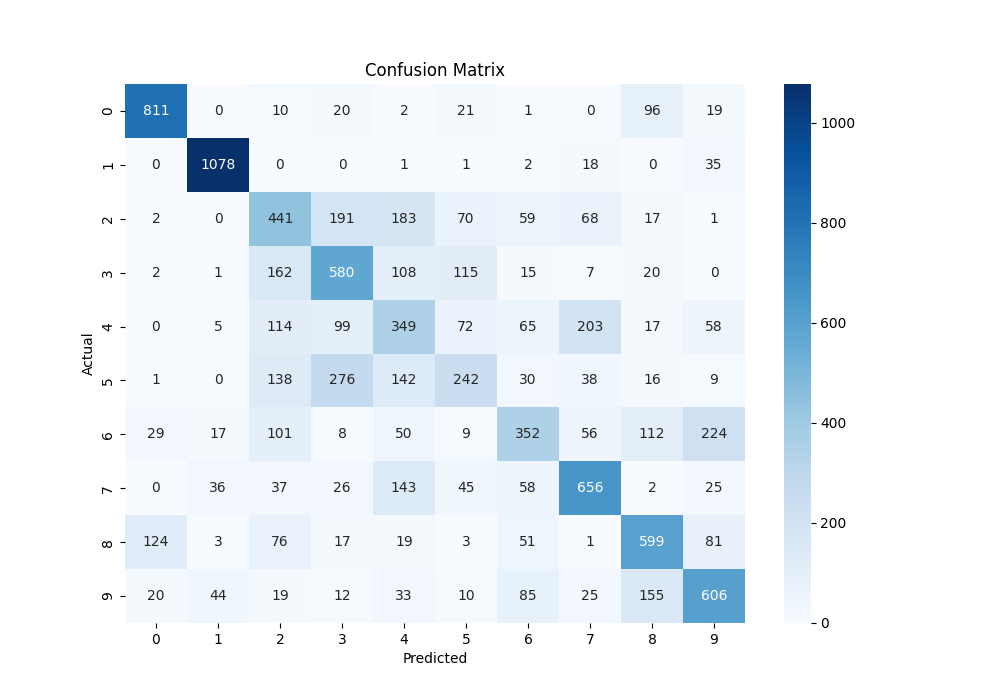 Confusion Matrix
0 811 0 10 20 2 21 1 0 96 19
1 0 1078 0 0 1 1 2 18 0 35
2 2 0 441 191 183 70 59 68 17 1
3 2 1 162 580 108 115 15 7 20 0
4 0 5 114 99 349 72 65 203 17 58
5 1 0 138 276 142 242 30 38 16 9
6 29 17 101 8 50 9 352 56 112 224
7 0 36 37 26 143 45 58 656 2 25
8 124 3 76 17 19 3 51 1 599 81
9 20 44 19 12 33 10 85 25 155 606
0 1 2 3 4 5 6 7 8 9
Predicted
Actual
1000
800
600
400
200
0